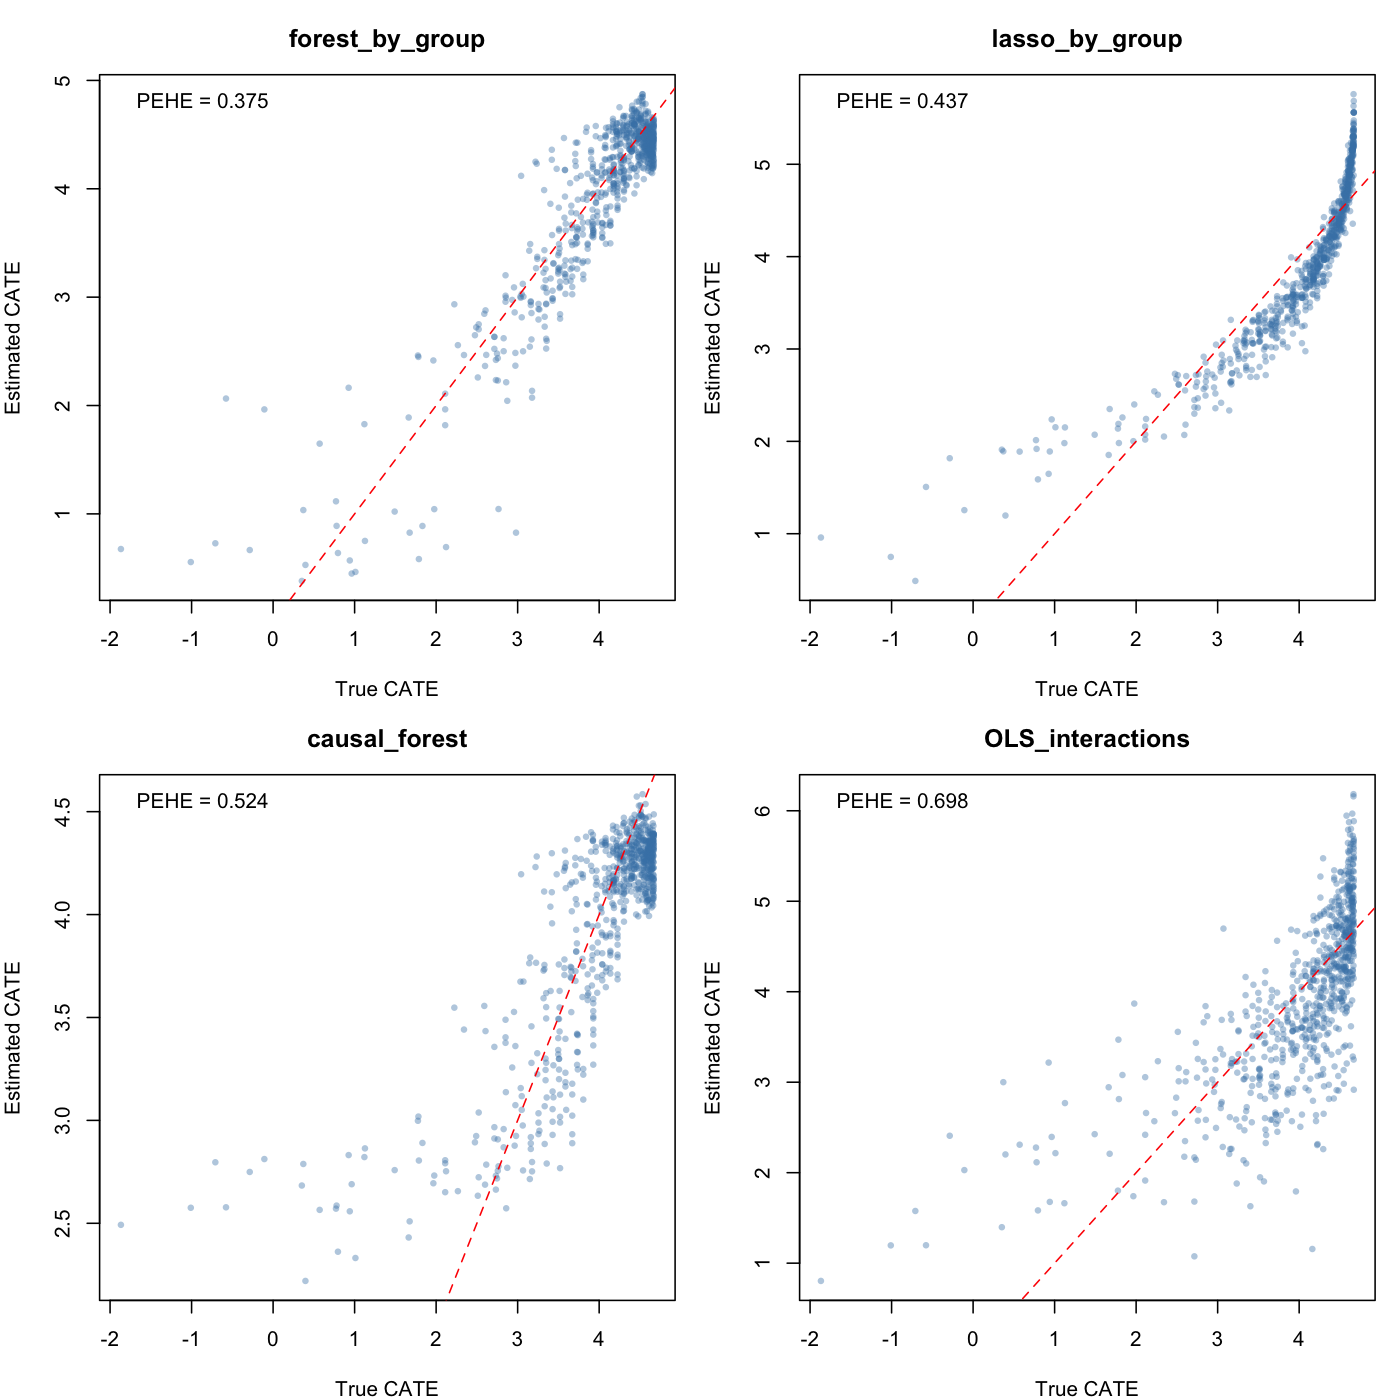 forest_by_group
PEHE = 0.375
5
4
3
2
1
Estimated CATE
-2 -1 0 1 2 3 4
True CATE
lasso_by_group
PEHE = 0.437
5
4
3
2
1
Estimated CATE
-2 -1 0 1 2 3 4
True CATE
causal_forest
PEHE = 0.524
4.5
4.0
3.5
3.0
2.5
Estimated CATE
-2 -1 0 1 2 3 4
True CATE
OLS_interactions
PEHE = 0.698
6
5
4
3
2
1
Estimated CATE
-2 -1 0 1 2 3 4
True CATE